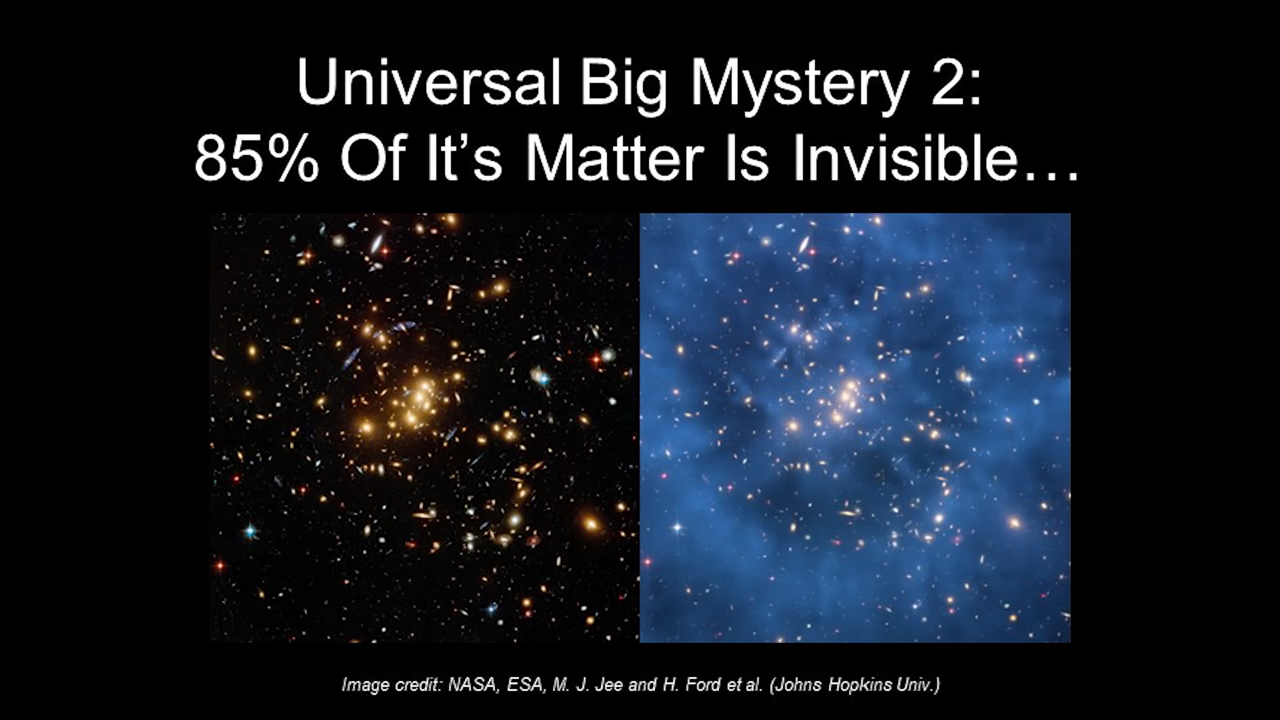 Universal Big Mystery 2:
85% Of It’s Matter Is Invisible…
Image credit: NASA, ESA, M. J. Jee and H. Ford et al. (Johns Hopkins Univ.)